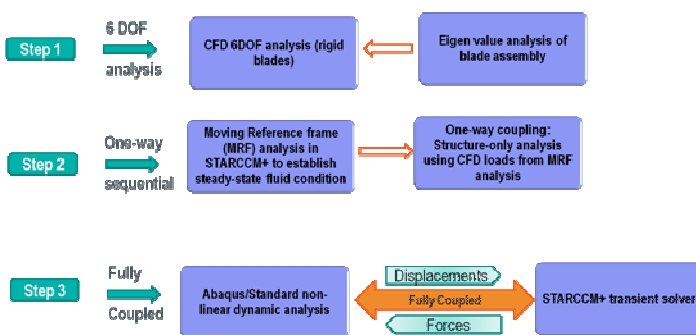 Step 1
6 DOF
analysis
CFD 6DOF analysis (rigid
blades)
Eigen value analysis of
blade assembly
Step 2
One-way
sequential
Moving Reference frame
(MRF) analysis in
STARCCM+ to establish
steady-state fluid condition
One-way coupling:
Structure-only analysis
using CFD loads from MRF
analysis
Step 3
Fully
Coupled
Abaqus/Standard non-
linear dynamic analysis
Displacements
Fully Coupled
Forces
STARCCM+ transient solver